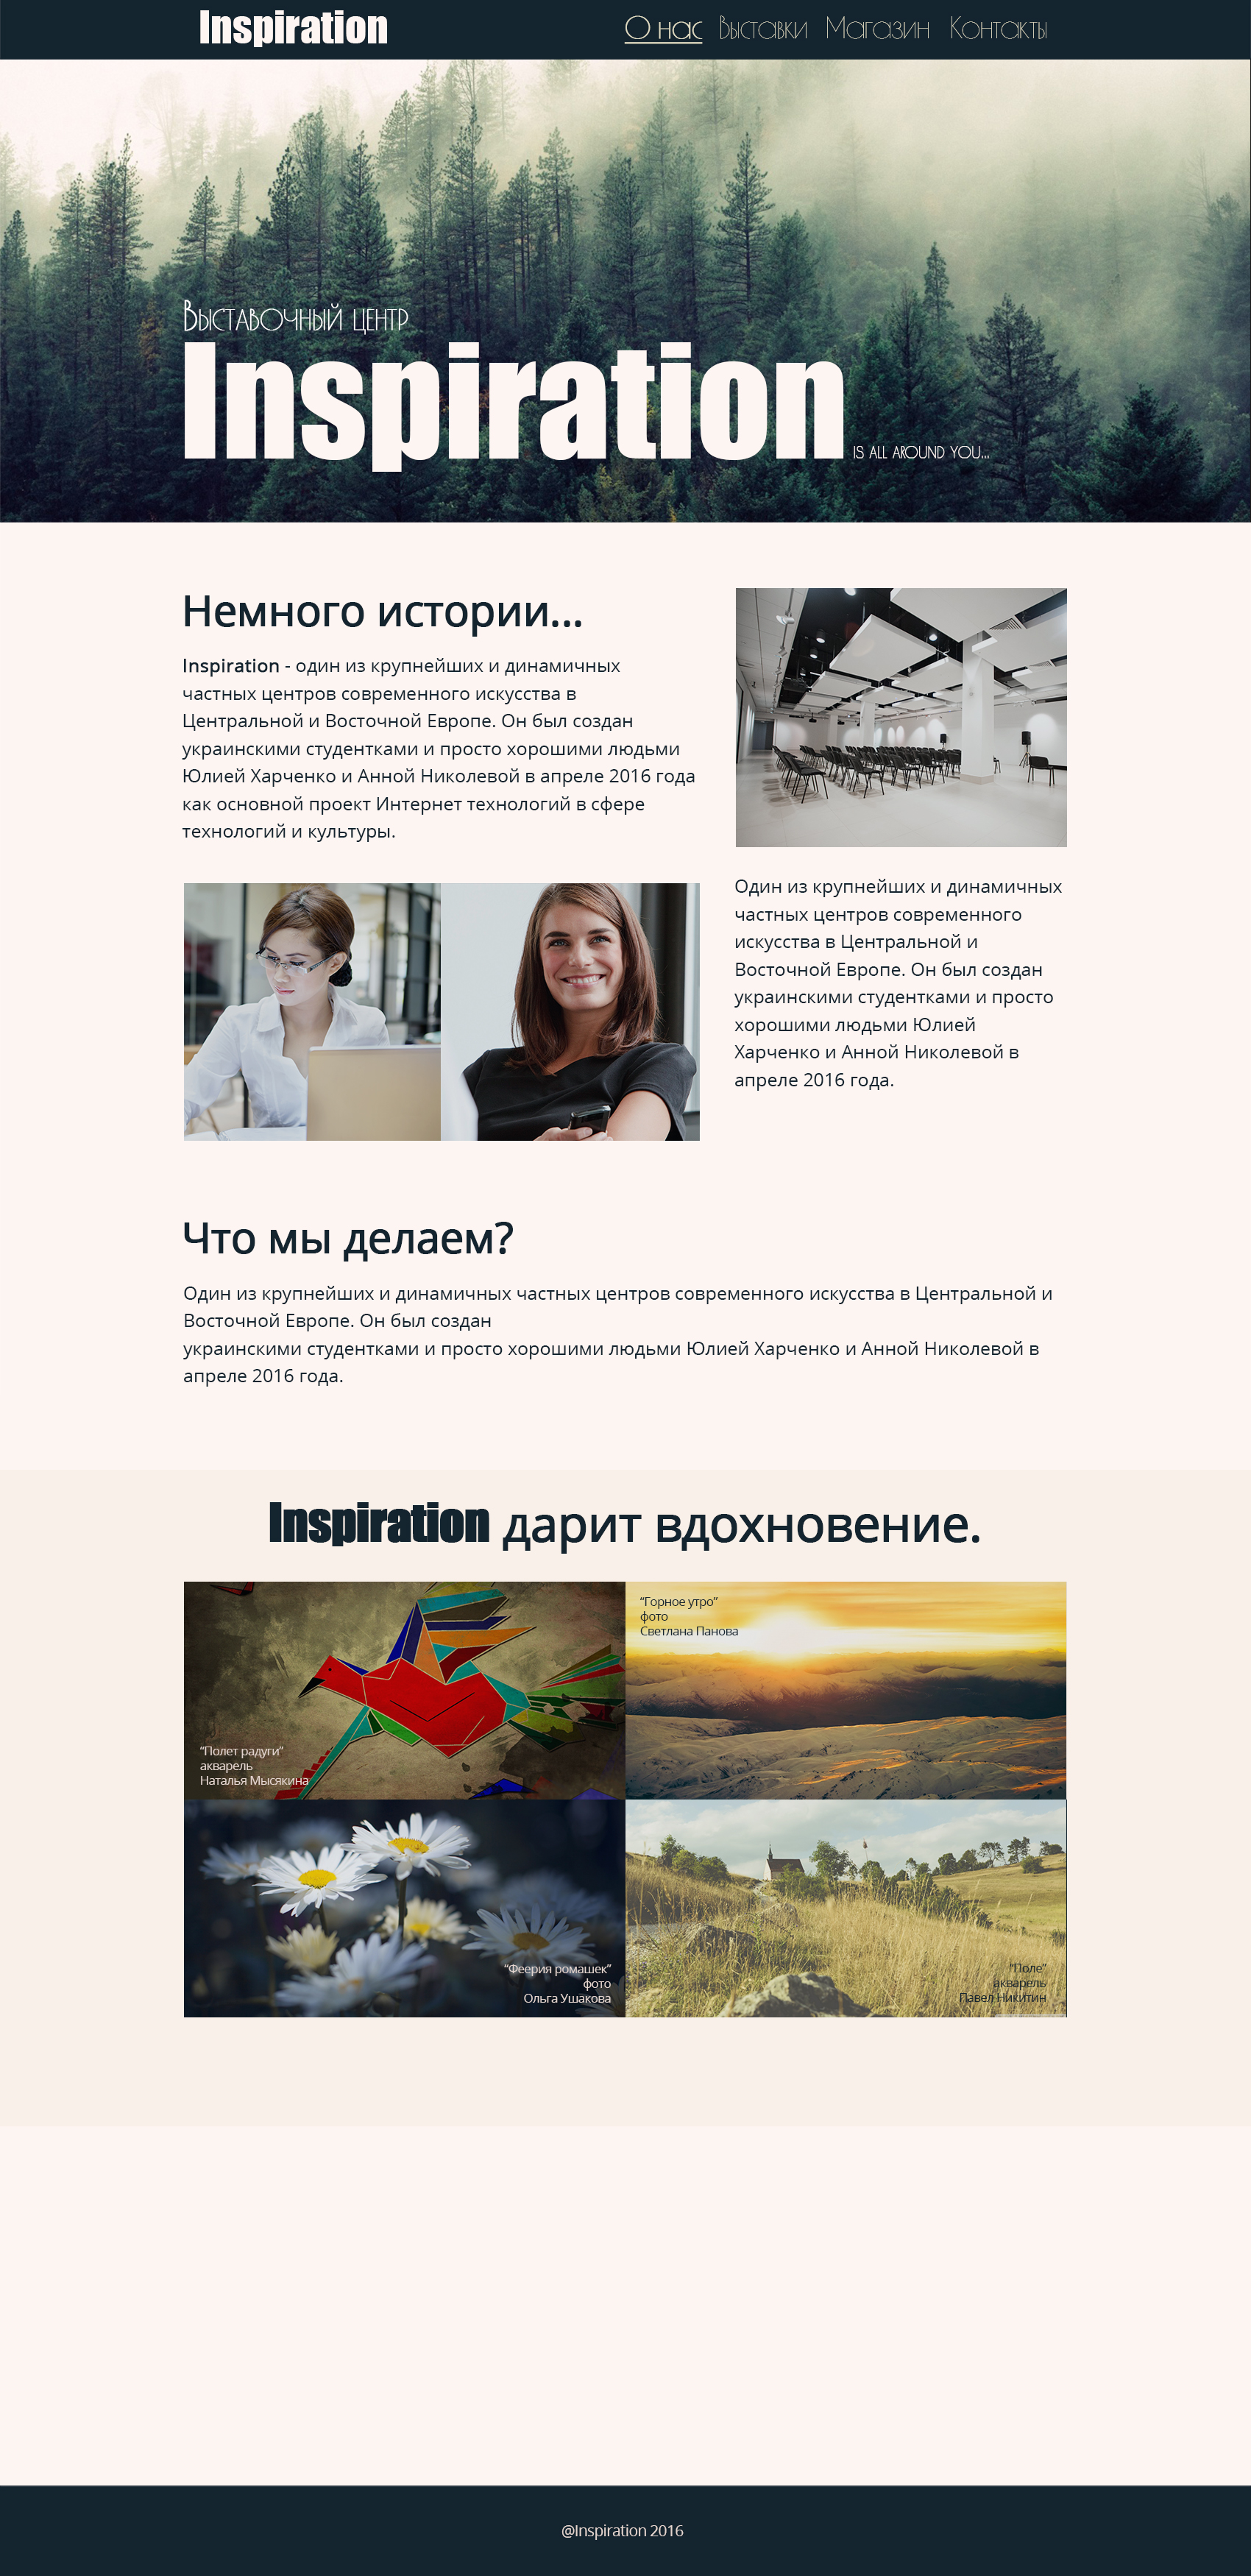 Inspiration
О нас Выставки Магазин Контакты
Выставочный центр
Inspiration
IS ALL AROUND YOU...
Немного истории...
Inspiration - один из крупнейших и динамичных
частных центров современного искусства в
Центральной и Восточной Европе. Он был создан
украинскими студентками и просто хорошими людьми
Юлией Харченко и Анной Николевой в апреле 2016 года
как основной проект Интернет технологий в сфере
технологий и культуры.
Один из крупнейших и динамичных
частных центров современного
искусства в Центральной и
Восточной Европе. Он был создан
украинскими студентками и просто
хорошими людьми Юлией
Харченко и Анной Николевой в
апреле 2016 года.
Что мы делаем?
Один из крупнейших и динамичных частных центров современного искусства в Центральной и
Восточной Европе. Он был создан
украинскими студентками и просто хорошими людьми Юлией Харченко и Анной Николевой в
апреле 2016 года.
Inspiration дарит вдохновение.
“Полет радуги”
акварель
Наталья Мысякина
“Горное утро”
фото
Светлана Панова
“Феерия ромашек”
фото
Ольга Ушакова
“Поле”
акварель
Павел Никитин
@Inspiration 2016